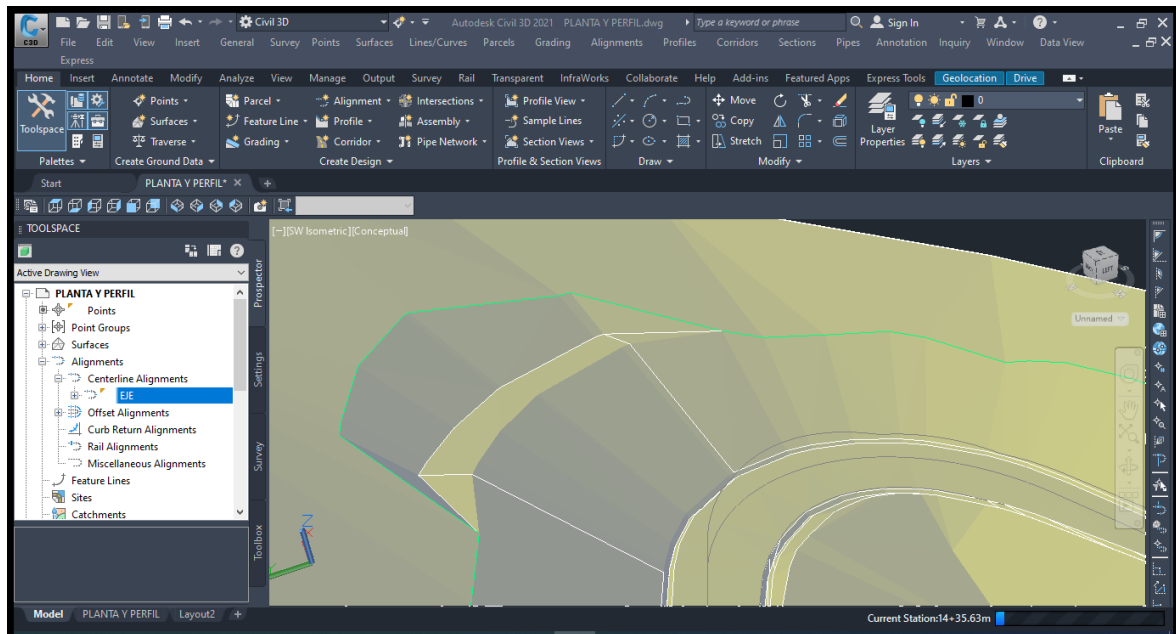 C3D
Civil 3D
Autodesk Civil 3D 2021 PLANTA Y PERFIL.dwg
Type a keyword or phrase
Sign In
File Edit View Insert General Survey Points Surfaces Lines/Curves Parcels Grading Alignments Profiles Corridors Sections Pipes Annotation Inquiry Window Data View
Express
Home Insert Annotate Modify Analyze View Manage Output Survey Rail Transparent InfraWorks Collaborate Help Add-ins Featured Apps Express Tools Geolocation Drive
Points Parcel Alignment Intersections Profile View Move 0
Toolspace Surfaces Feature Line Profile Assembly Sample Lines Copy Layer Properties Paste
Traverse Grading Corridor Pipe Network Section Views Stretch
Palettes Create Ground Data Create Design Profile & Section Views Draw Modify Layers Clipboard
Start PLANTA Y PERFIL* +
TOOLSPACE
[−][SW Isometric][Conceptual]
Active Drawing View
PLANTA Y PERFIL
Points
Point Groups
Surfaces
Alignments
Centerline Alignments
EJE
Offset Alignments
Curb Return Alignments
Rail Alignments
Miscellaneous Alignments
Feature Lines
Sites
Catchments
Prospector
Settings
Survey
Toolbox
LEFT
Unnamed
Z
Model PLANTA Y PERFIL Layout2 +
Current Station:14+35.63m